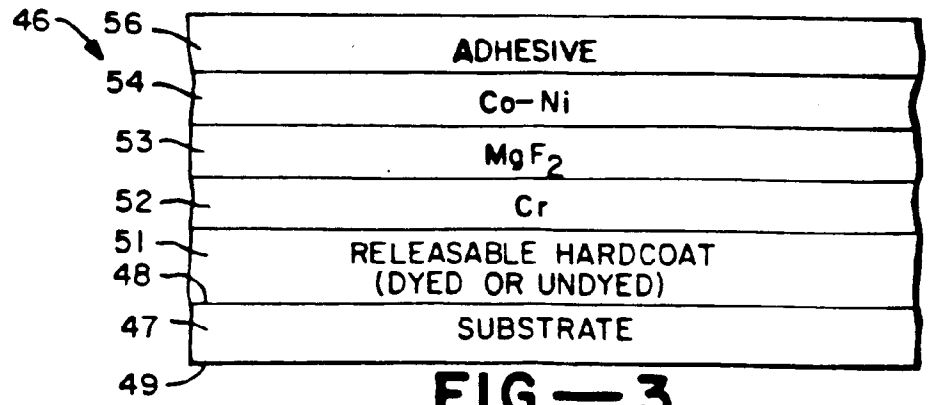 46
56
ADHESIVE
54
Co-Ni
53
MgF2
52
Cr
51
RELEASABLE HARDCOAT
(DYED OR UNDYED)
48
47
SUBSTRATE
49
FIG-3